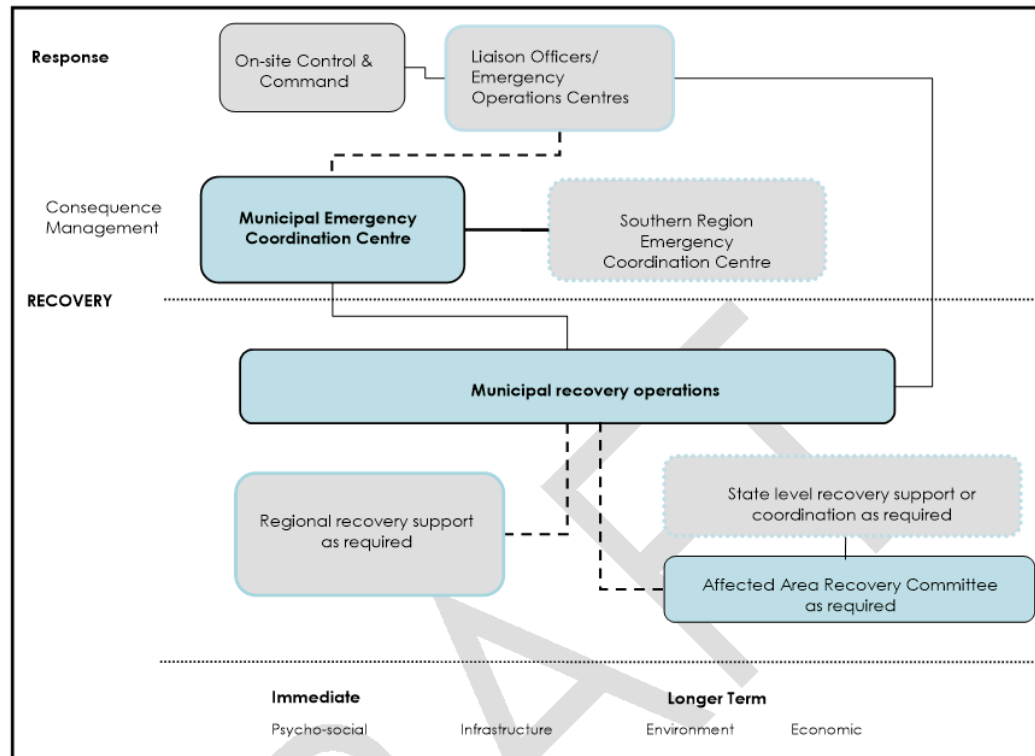 Response
On-site Control &
Command
Liaison Officers/
Emergency
Operations Centres
Consequence
Management
Municipal Emergency
Coordination Centre
Southern Region
Emergency
Coordination Centre
RECOVERY
Municipal recovery operations
Regional recovery support
as required
State level recovery support or
coordination as required
Affected Area Recovery Committee
as required
Immediate
Longer Term
Psycho-social
Infrastructure
Environment
Economic